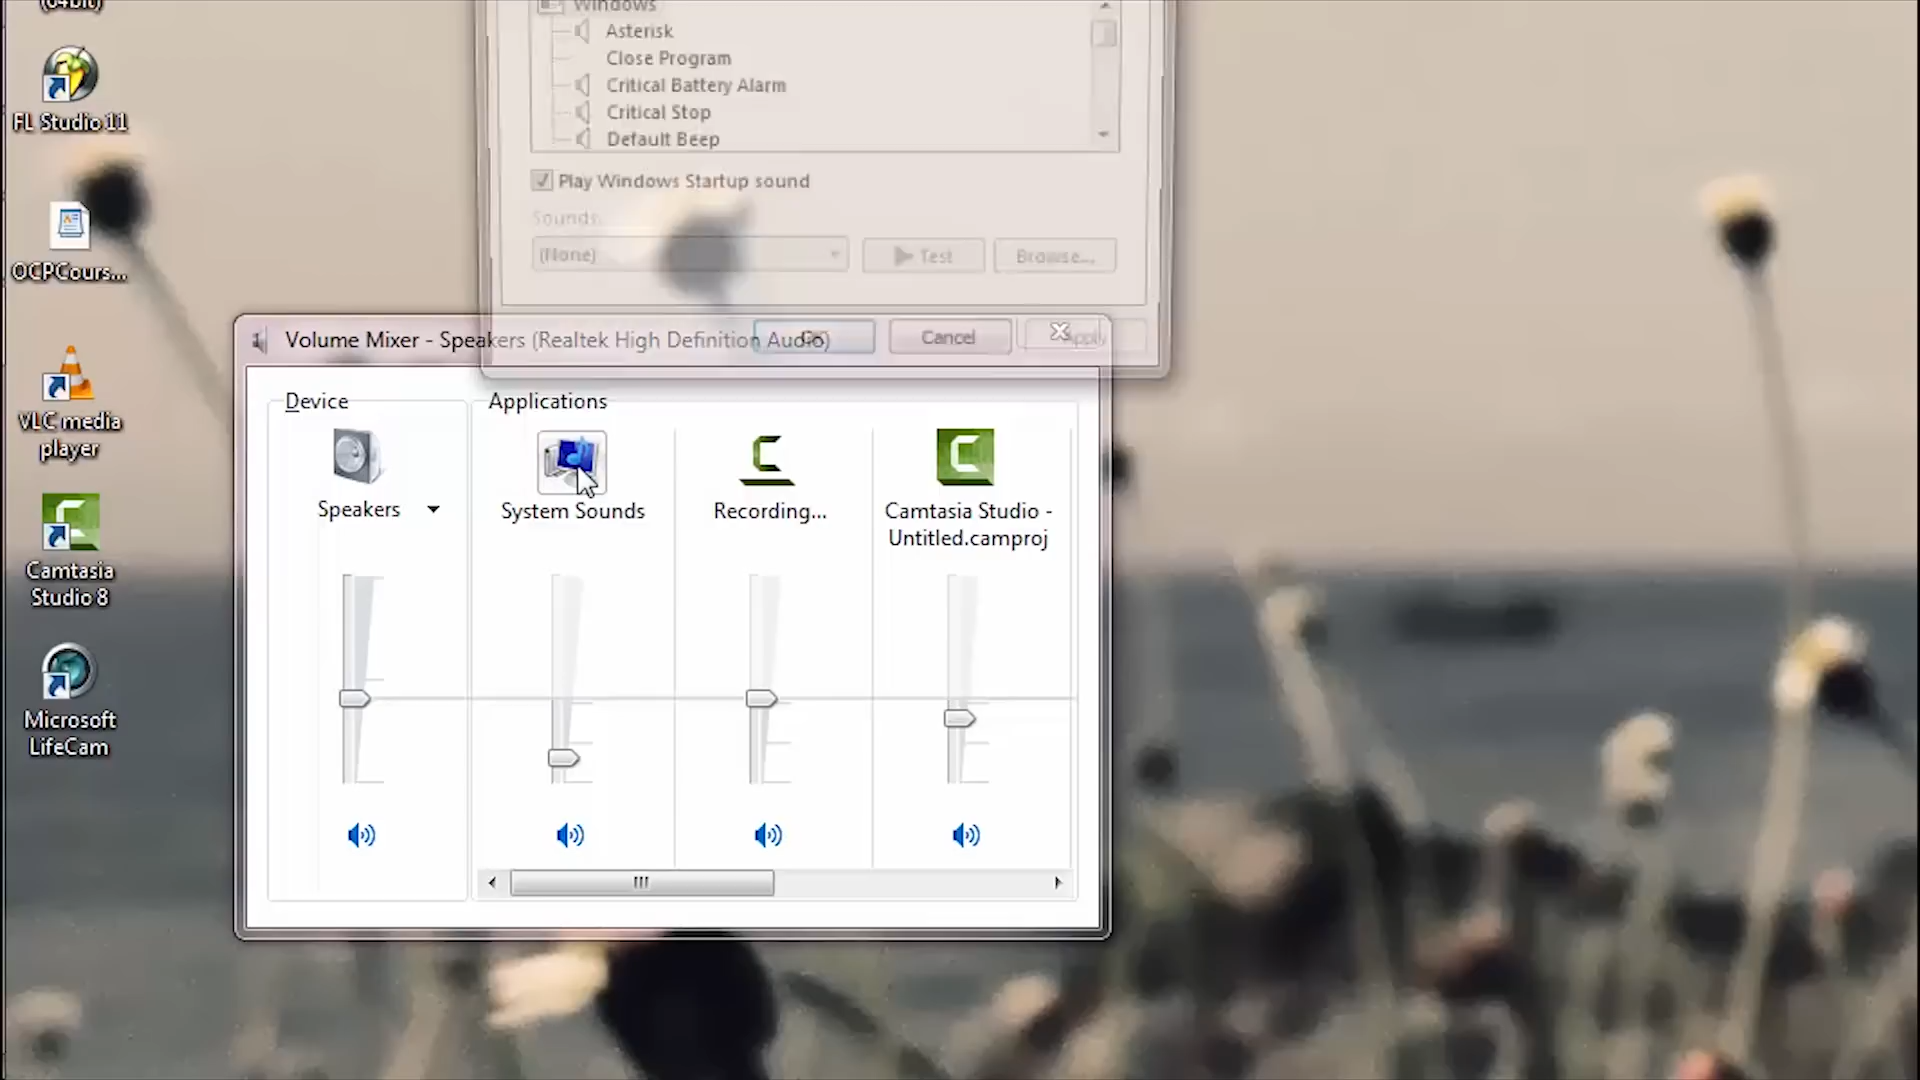 (64bit)
FL Studio 11
OCPCours...
VLC media
player
Camtasia
Studio 8
Microsoft
LifeCam
Windows
Asterisk
Close Program
Critical Battery Alarm
Critical Stop
Default Beep
Play Windows Startup sound
Sounds:
(None)
Test
Browse...
OK
Cancel
Apply
Volume Mixer - Speakers (Realtek High Definition Audio)
Device
Applications
Speakers
System Sounds
Recording...
Camtasia Studio -
Untitled.camproj